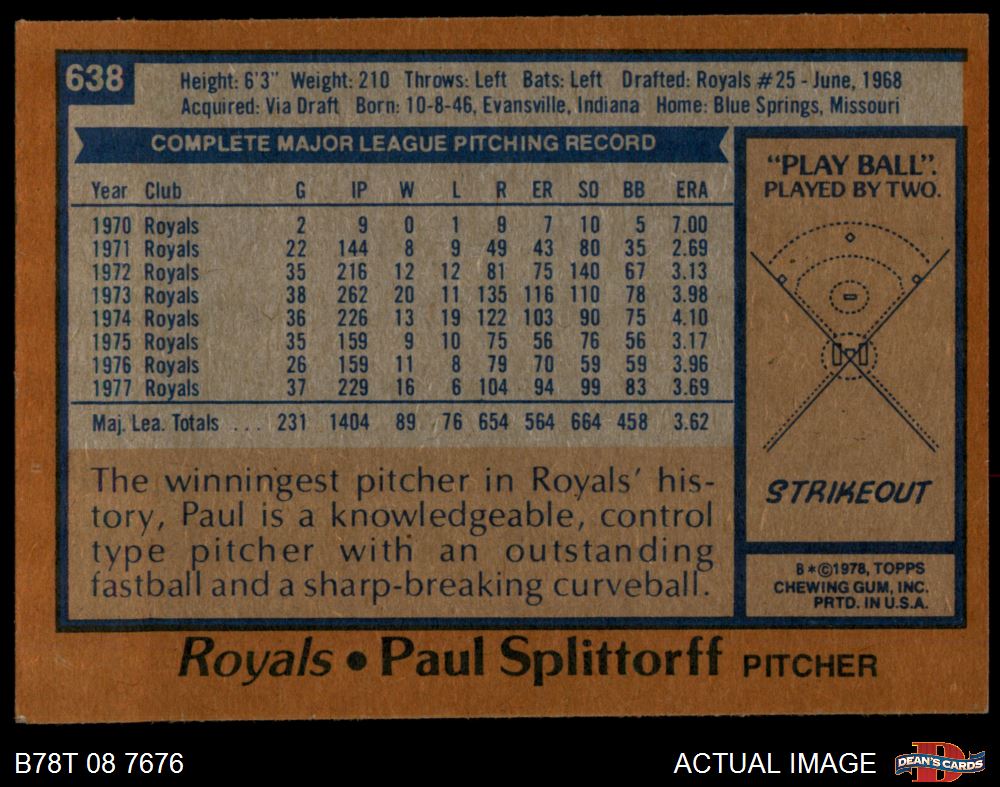 638
Height: 6'3" Weight: 210 Throws: Left Bats: Left Drafted: Royals #25 - June, 1968
Acquired: Via Draft Born: 10-8-46, Evansville, Indiana Home: Blue Springs, Missouri
COMPLETE MAJOR LEAGUE PITCHING RECORD
Year Club G IP W L R ER SO BB ERA
1970 Royals 2 9 0 1 9 7 10 5 7.00
1971 Royals 22 144 8 9 49 43 80 35 2.69
1972 Royals 35 216 12 12 81 75 140 67 3.13
1973 Royals 38 262 20 11 135 116 110 78 3.98
1974 Royals 36 226 13 19 122 103 90 75 4.10
1975 Royals 35 159 9 10 75 56 76 56 3.17
1976 Royals 26 159 11 8 79 70 59 59 3.96
1977 Royals 37 229 16 6 104 94 99 83 3.69
Maj. Lea. Totals ... 231 1404 89 76 654 564 664 458 3.62
The winningest pitcher in Royals' his-
tory, Paul is a knowledgeable, control
type pitcher with an outstanding
fastball and a sharp-breaking curveball.
"PLAY BALL".
PLAYED BY TWO.
STRIKEOUT
B*©1978, TOPPS
CHEWING GUM, INC.
PRTD. IN U.S.A.
Royals • Paul Splittorff PITCHER
B78T 08 7676
ACTUAL IMAGE
D
DEAN'S CARDS